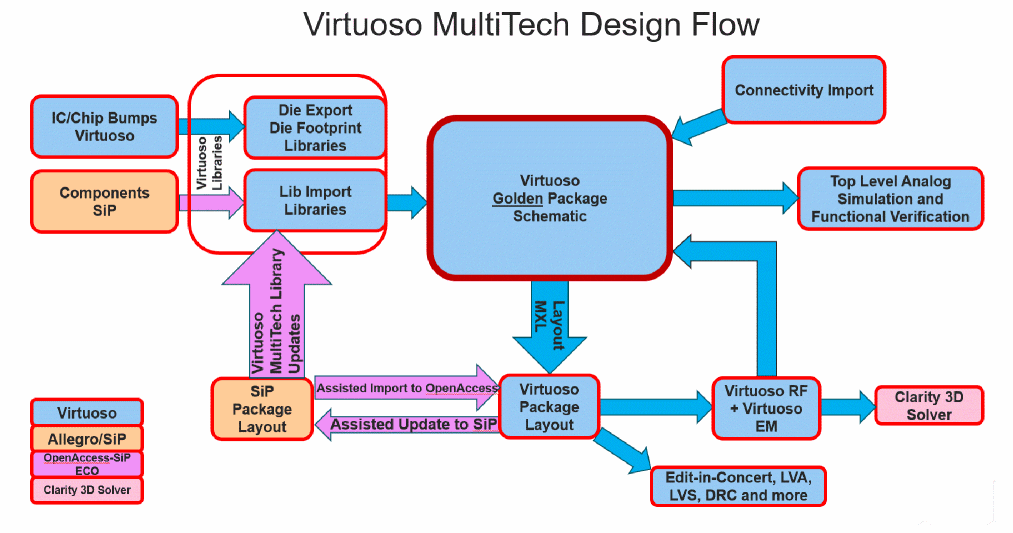 Virtuoso MultiTech Design Flow
Connectivity Import
IC/Chip Bumps
Virtuoso
Die Export
Die Footprint
Libraries
Virtuoso
Libraries
Components
SiP
Lib Import
Libraries
Virtuoso
Golden Package
Schematic
Top Level Analog
Simulation and
Functional Verification
Virtuoso
MultiTech Library
Updates
Layout
MXL
SiP
Package
Layout
Assisted Import to OpenAccess
Assisted Update to SiP
Virtuoso
Package
Layout
Virtuoso RF
+ Virtuoso
EM
Clarity 3D
Solver
Edit-in-Concert, LVA,
LVS, DRC and more
Virtuoso
Allegro/SiP
OpenAccess-SiP
ECO
Clarity 3D Solver